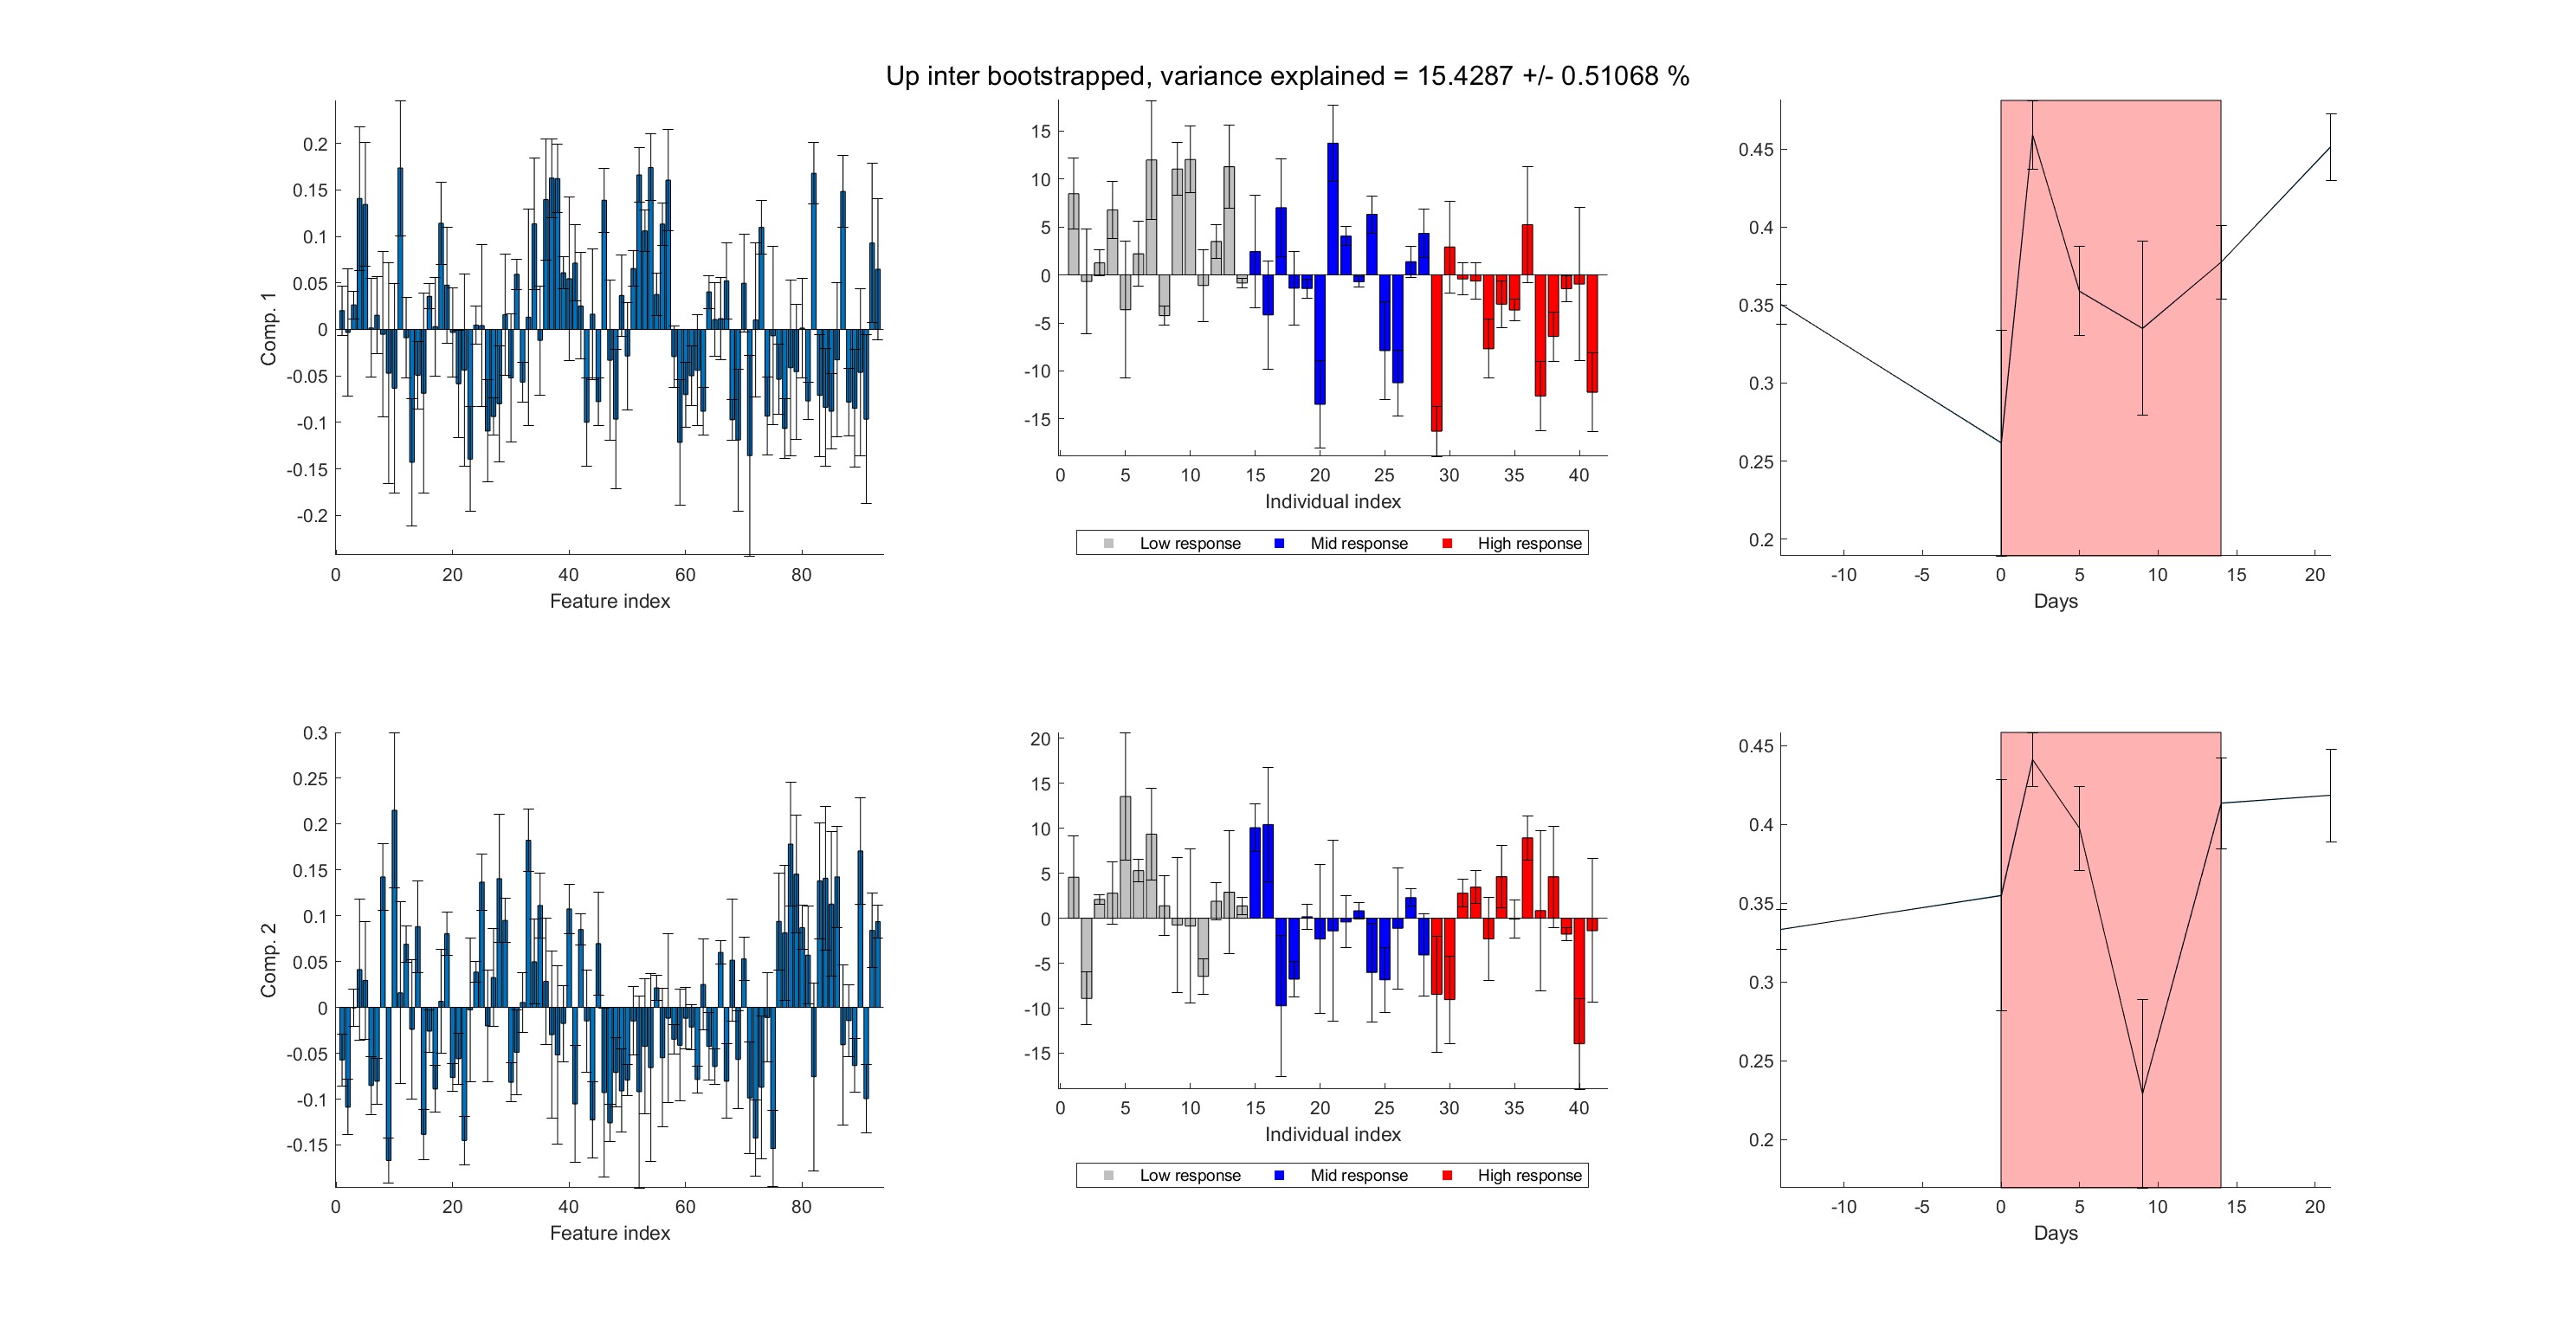 Up inter bootstrapped, variance explained = 15.4287 +/- 0.51068 %
Comp. 1
0.2
0.15
0.1
0.05
0
-0.05
-0.1
-0.15
-0.2
0 20 40 60 80
Feature index
15
10
5
0
-5
-10
-15
0 5 10 15 20 25 30 35 40
Individual index
Low response Mid response High response
0.45
0.4
0.35
0.3
0.25
0.2
-10 -5 0 5 10 15 20
Days
Comp. 2
0.3
0.25
0.2
0.15
0.1
0.05
0
-0.05
-0.1
-0.15
0 20 40 60 80
Feature index
20
15
10
5
0
-5
-10
-15
0 5 10 15 20 25 30 35 40
Individual index
Low response Mid response High response
0.45
0.4
0.35
0.3
0.25
0.2
-10 -5 0 5 10 15 20
Days